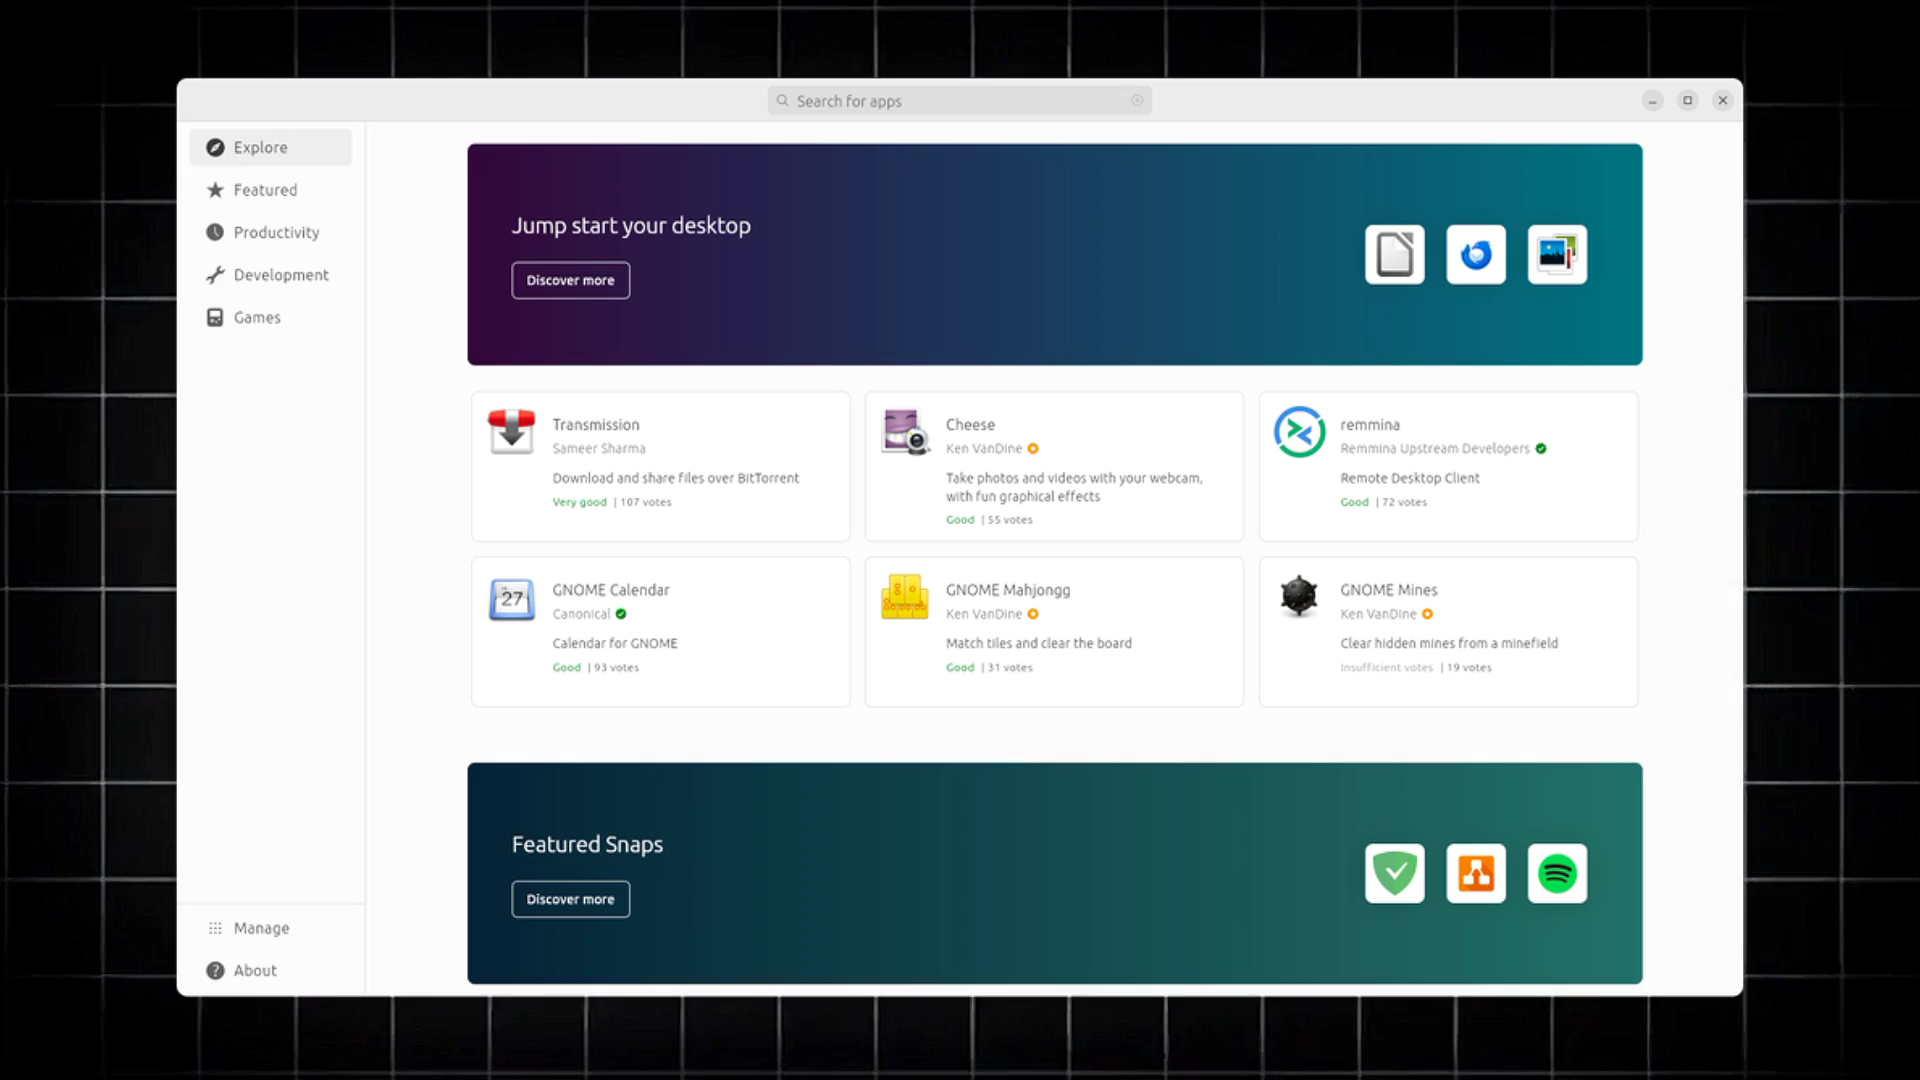 Search for apps
Explore
Featured
Productivity
Development
Games
Manage
About
Jump start your desktop
Discover more
Transmission
Sameer Sharma
Download and share files over BitTorrent
Very good | 107 votes
Cheese
Ken VanDine
Take photos and videos with your webcam,
with fun graphical effects
Good | 55 votes
remmina
Remmina Upstream Developers
Remote Desktop Client
Good | 72 votes
GNOME Calendar
Canonical
Calendar for GNOME
Good | 93 votes
27
GNOME Mahjongg
Ken VanDine
Match tiles and clear the board
Good | 31 votes
GNOME Mines
Ken VanDine
Clear hidden mines from a minefield
Insufficient votes | 19 votes
Featured Snaps
Discover more